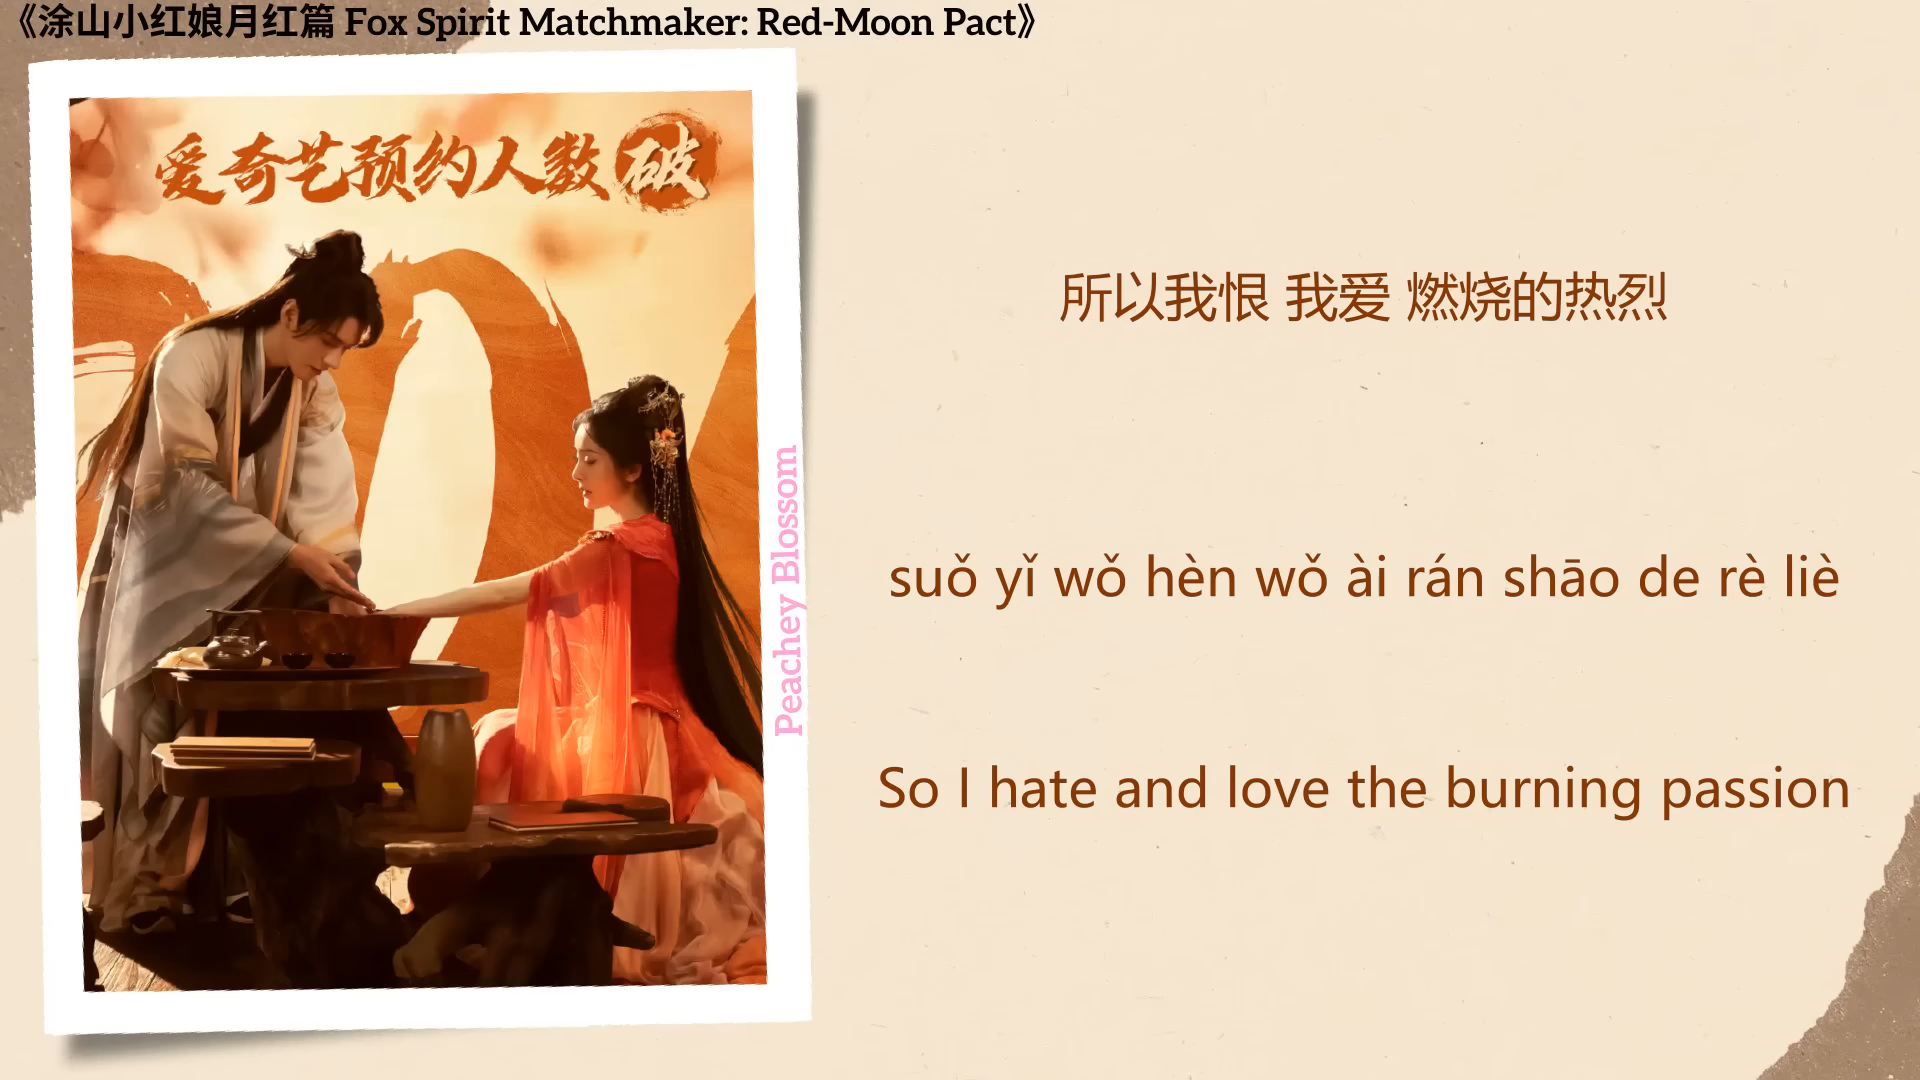 《涂山小红娘月红篇 Fox Spirit Matchmaker: Red-Moon Pact》
爱奇艺预约人数破
Peachey Blossom
所以我恨 我爱 燃烧的热烈
suǒ yǐ wǒ hèn wǒ ài rán shāo de rè liè
So I hate and love the burning passion